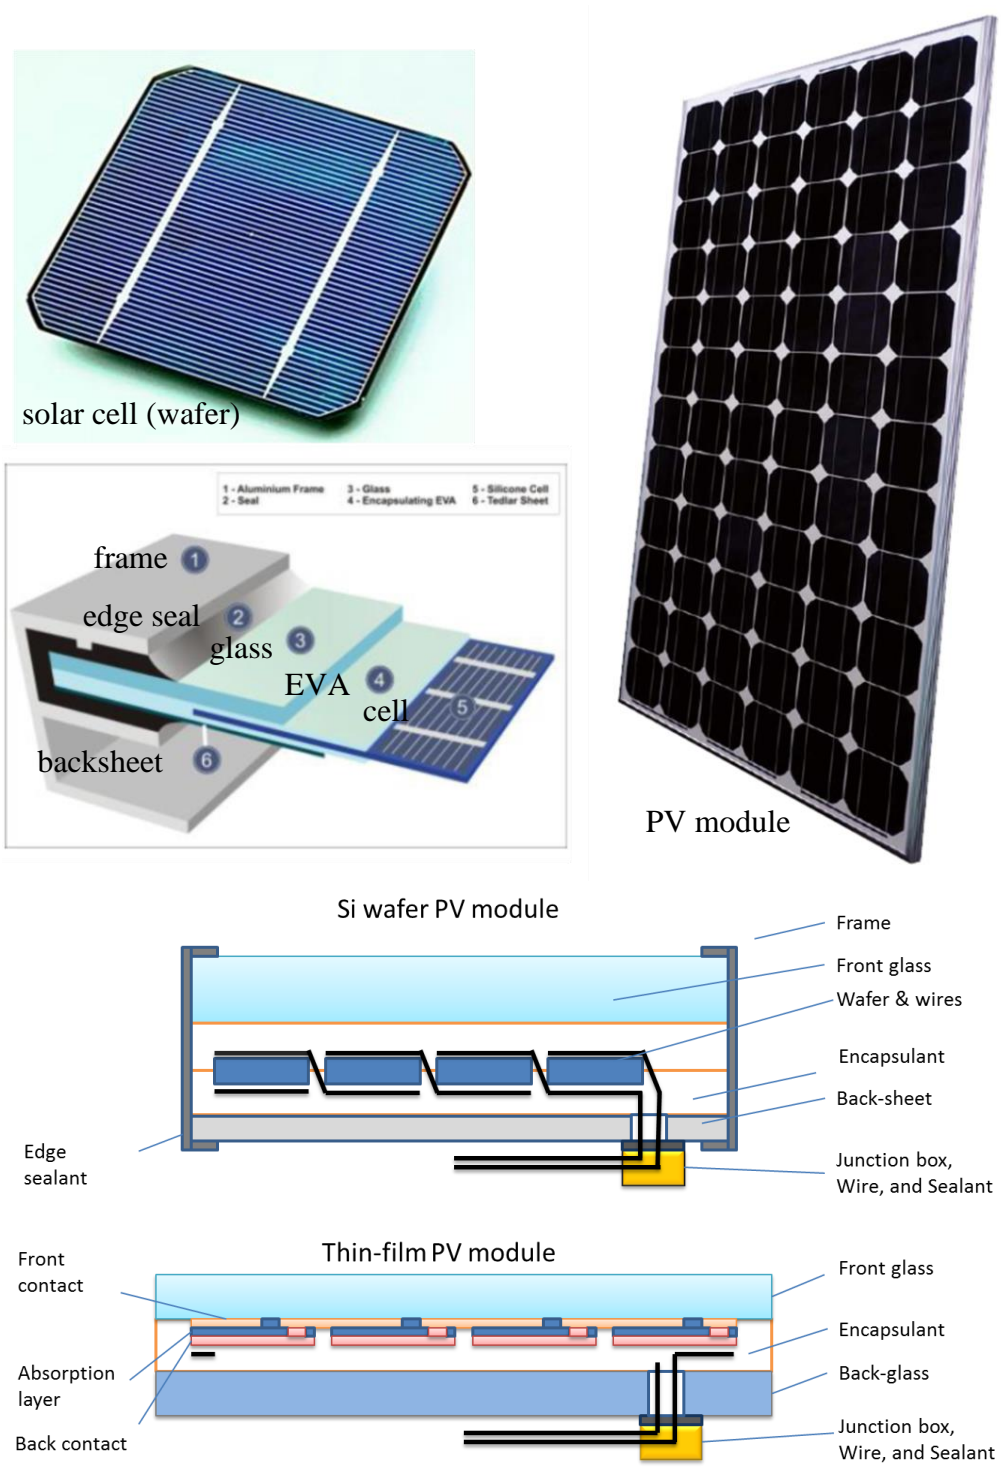 solar cell (wafer)
PV module
1 - Aluminium Frame
2 - Seal
3 - Glass
4 - Encapsulating EVA
5 - Silicone Cell
6 - Tedlar Sheet
frame 1
edge seal 2
glass 3
EVA 4
cell 5
backsheet 6
Si wafer PV module
Frame
Front glass
Wafer & wires
Encapsulant
Back-sheet
Edge
sealant
Junction box,
Wire, and Sealant
Thin-film PV module
Front
contact
Front glass
Encapsulant
Absorption
layer
Back-glass
Back contact
Junction box,
Wire, and Sealant